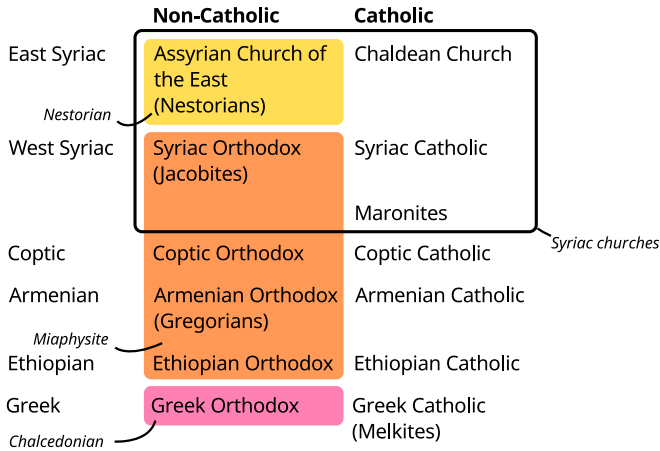 Non-Catholic Catholic
East Syriac Assyrian Church of Chaldean Church
the East
(Nestorians)
Nestorian
West Syriac Syriac Orthodox Syriac Catholic
(Jacobites)
Maronites
Syriac churches
Coptic Coptic Orthodox Coptic Catholic
Armenian Armenian Orthodox Armenian Catholic
(Gregorians)
Miaphysite
Ethiopian Ethiopian Orthodox Ethiopian Catholic
Greek Greek Orthodox Greek Catholic
(Melkites)
Chalcedonian